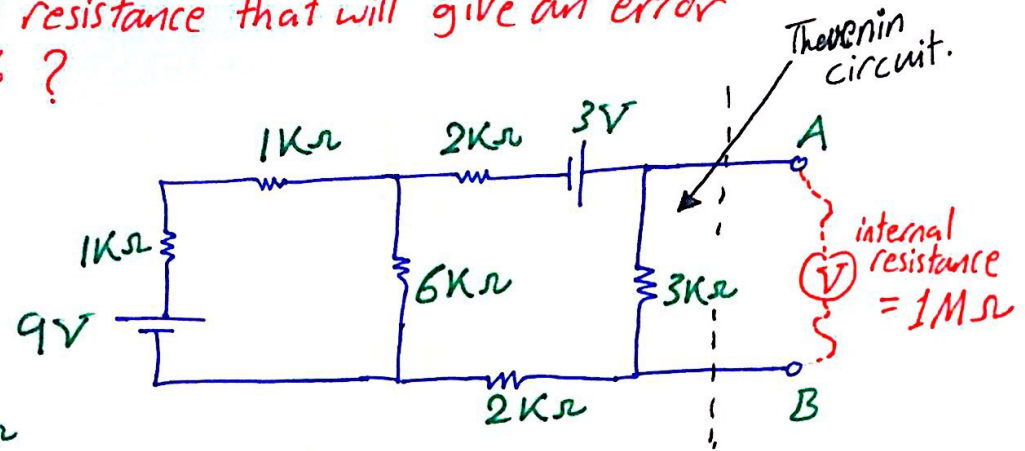 resistance that will give an error
?
Thevenin
circuit.
1KΩ
2KΩ
3V
A
1KΩ
6KΩ
3KΩ
internal
resistance
= 1MΩ
V
9V
2KΩ
B